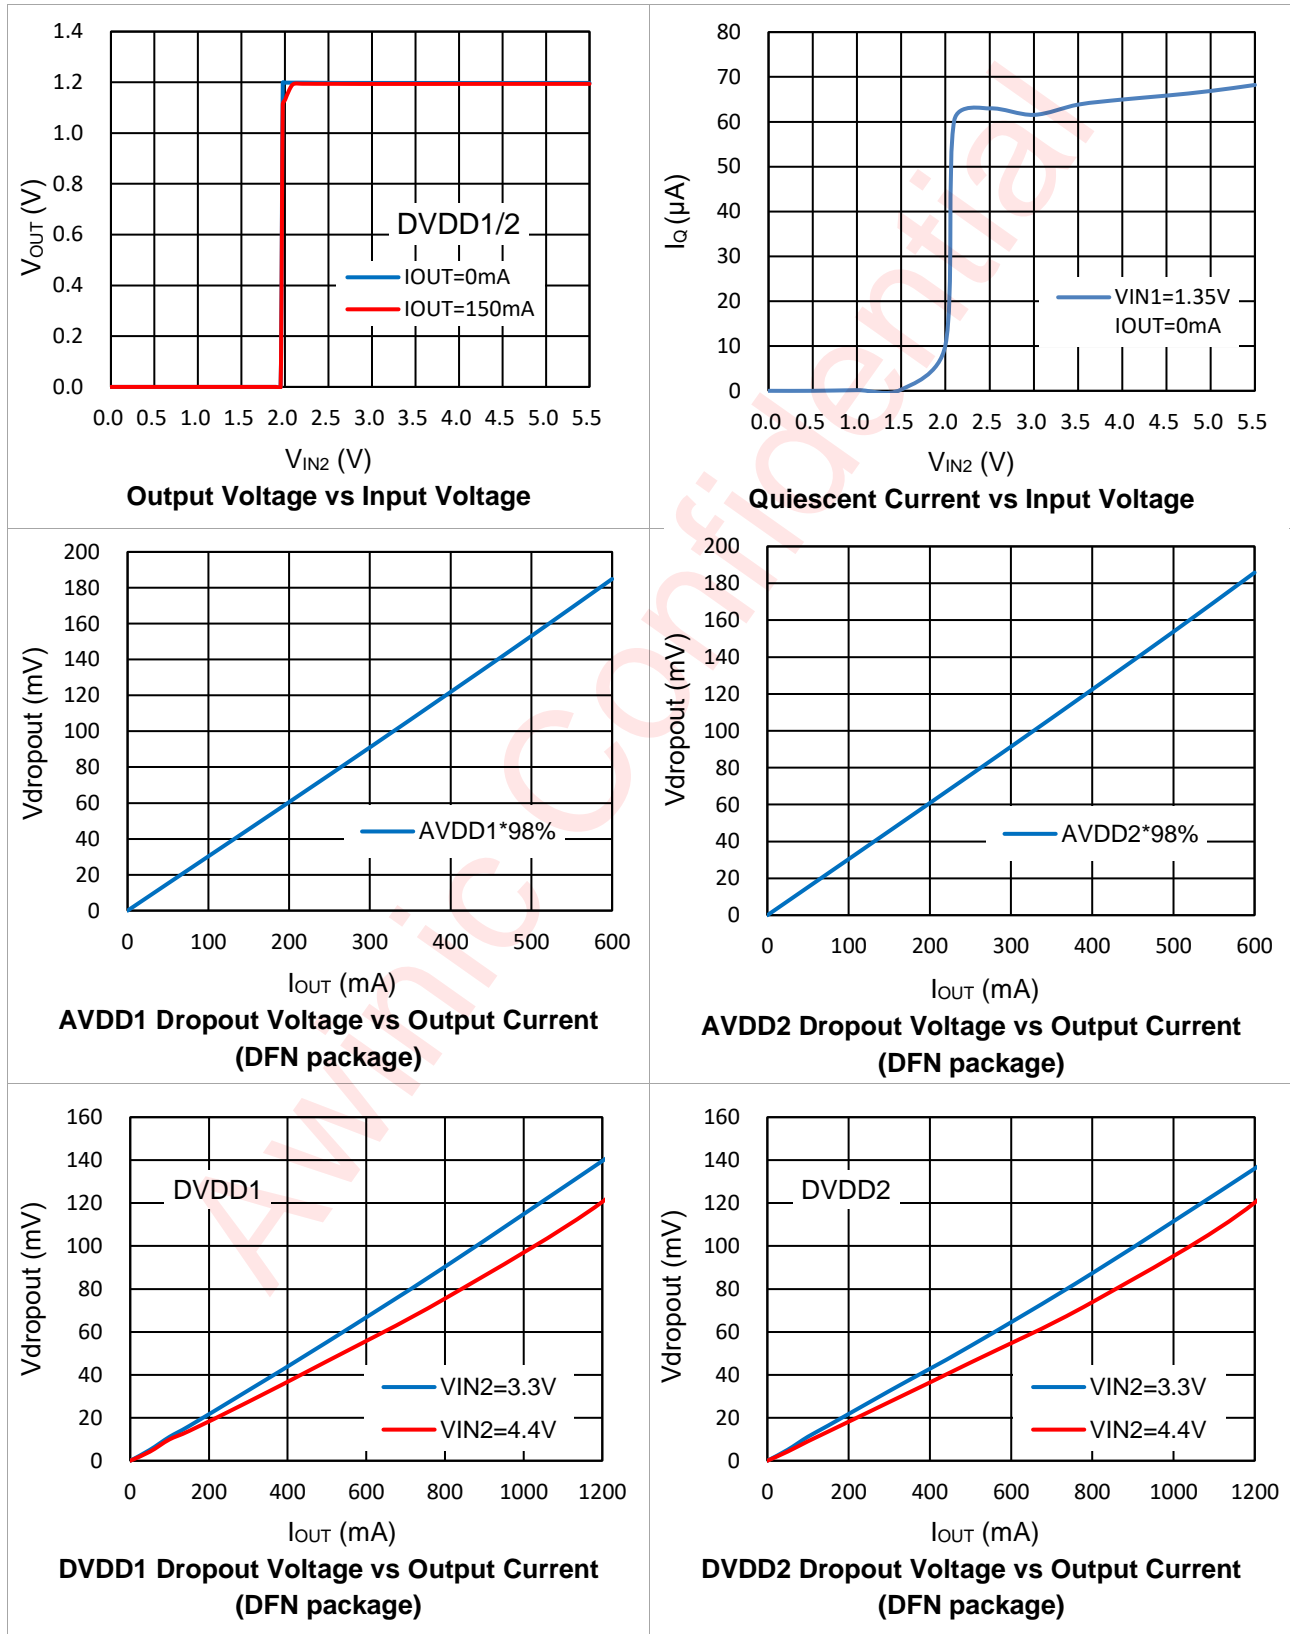 1.4
1.2
1.0
0.8
0.6
0.4
0.2
0.0
VOUT (V)
DVDD1/2
IOUT=0mA
IOUT=150mA
0.0 0.5 1.0 1.5 2.0 2.5 3.0 3.5 4.0 4.5 5.0 5.5
VIN2 (V)
Output Voltage vs Input Voltage
80
70
60
50
40
30
20
10
0
IQ (µA)
VIN1=1.35V
IOUT=0mA
0.0 0.5 1.0 1.5 2.0 2.5 3.0 3.5 4.0 4.5 5.0 5.5
VIN2 (V)
Quiescent Current vs Input Voltage
200
180
160
140
120
100
80
60
40
20
0
Vdropout (mV)
AVDD1*98%
0 100 200 300 400 500 600
IOUT (mA)
AVDD1 Dropout Voltage vs Output Current
(DFN package)
200
180
160
140
120
100
80
60
40
20
0
Vdropout (mV)
AVDD2*98%
0 100 200 300 400 500 600
IOUT (mA)
AVDD2 Dropout Voltage vs Output Current
(DFN package)
160
140
120
100
80
60
40
20
0
Vdropout (mV)
DVDD1
VIN2=3.3V
VIN2=4.4V
0 200 400 600 800 1000 1200
IOUT (mA)
DVDD1 Dropout Voltage vs Output Current
(DFN package)
160
140
120
100
80
60
40
20
0
Vdropout (mV)
DVDD2
VIN2=3.3V
VIN2=4.4V
0 200 400 600 800 1000 1200
IOUT (mA)
DVDD2 Dropout Voltage vs Output Current
(DFN package)
Awinic Confidential